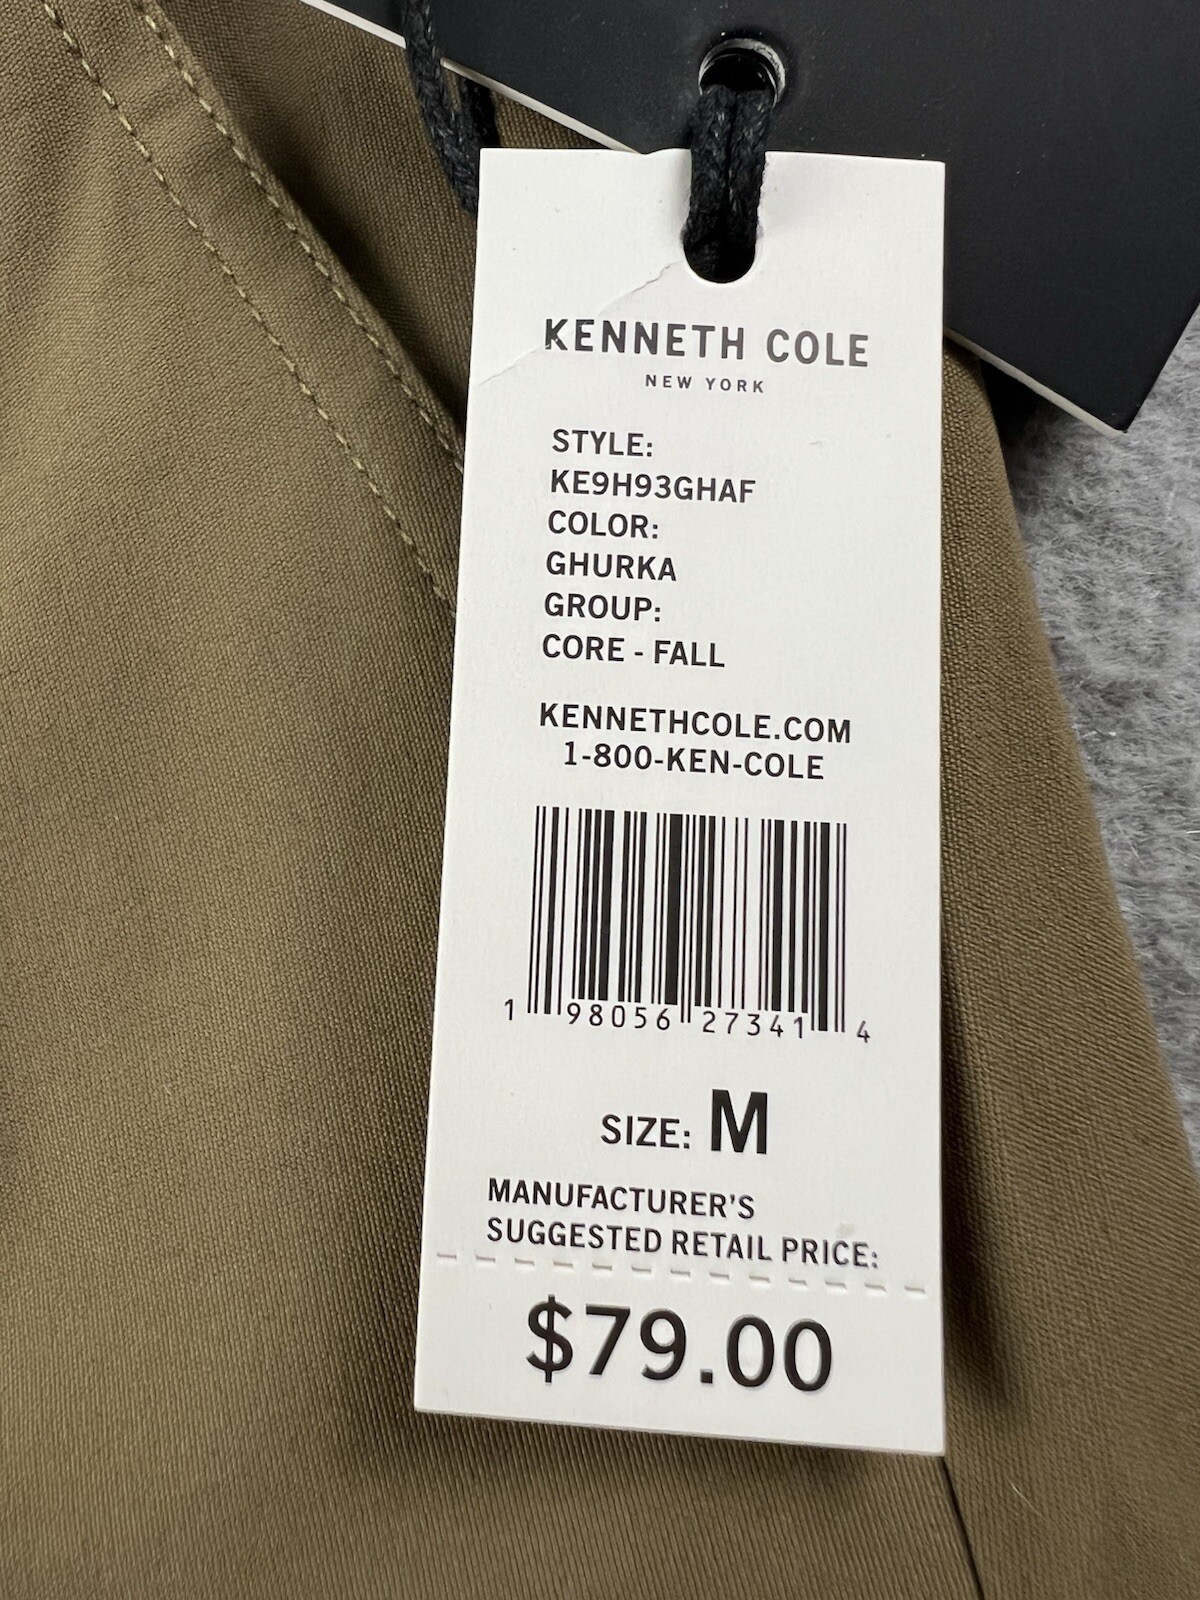 KENNETH COLE
NEW YORK
STYLE:
KE9H93GHAF
COLOR:
GHURKA
GROUP:
CORE - FALL
KENNETHCOLE.COM
1-800-KEN-COLE
1 98056 27341 4
SIZE: M
MANUFACTURER'S
SUGGESTED RETAIL PRICE:
$79.00